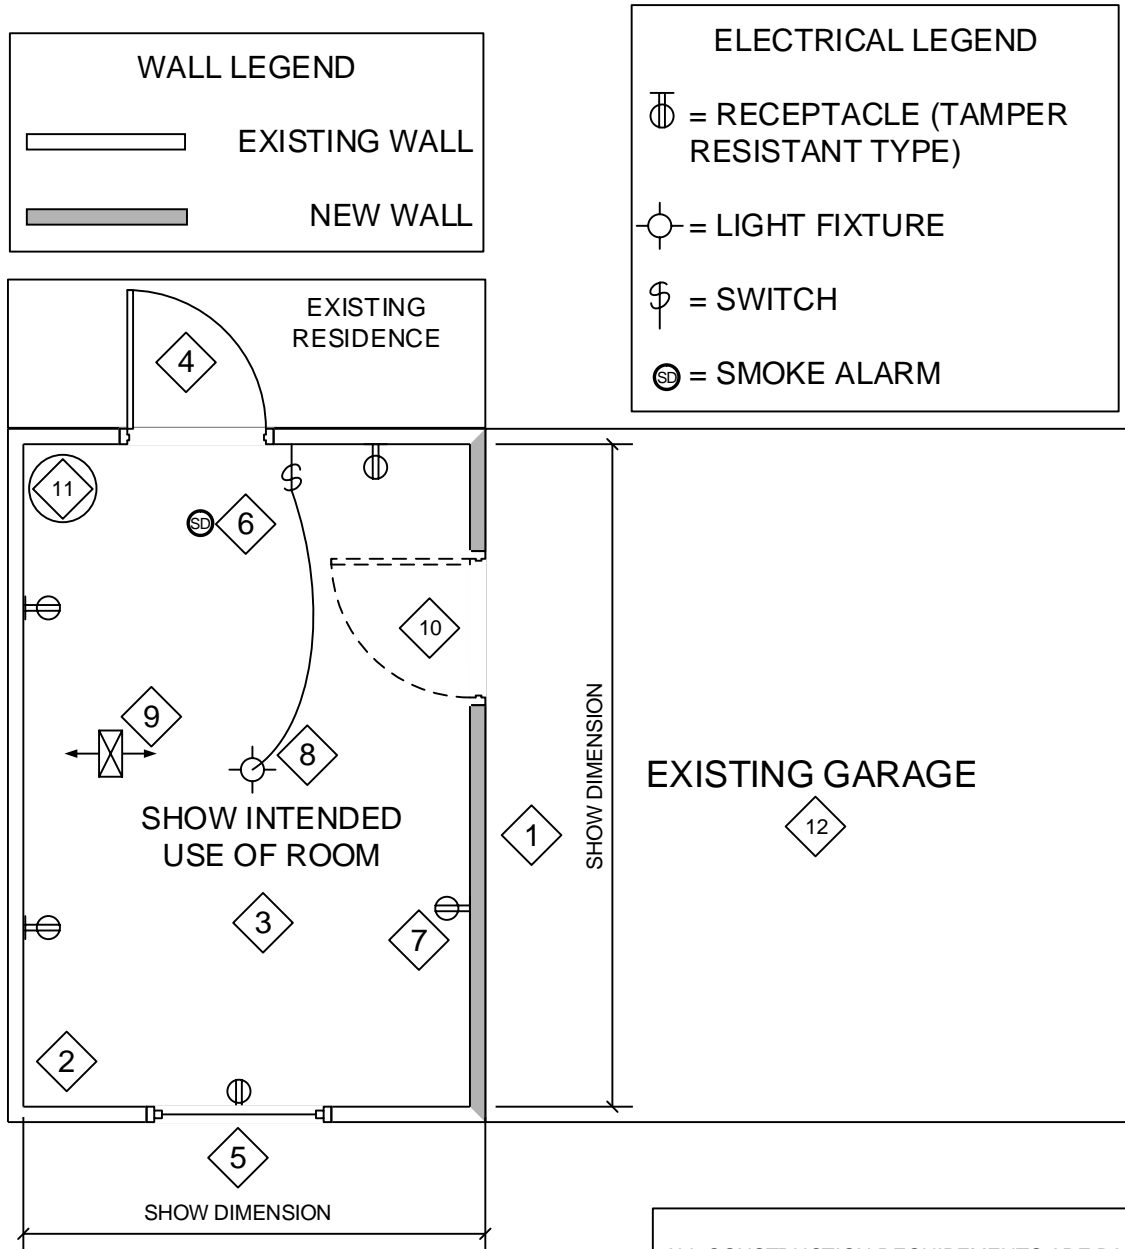 WALL LEGEND
EXISTING WALL
NEW WALL
ELECTRICAL LEGEND
= RECEPTACLE (TAMPER
RESISTANT TYPE)
= LIGHT FIXTURE
= SWITCH
SD = SMOKE ALARM
EXISTING
RESIDENCE
4
11
SD
6
10
9
8
SHOW INTENDED
USE OF ROOM
3
7
2
5
SHOW DIMENSION
1
SHOW DIMENSION
EXISTING GARAGE
12